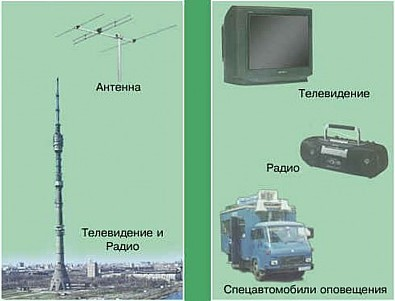 Антенна
Телевидение и
Радио
Телевидение
Радио
Спецавтомобили оповещения